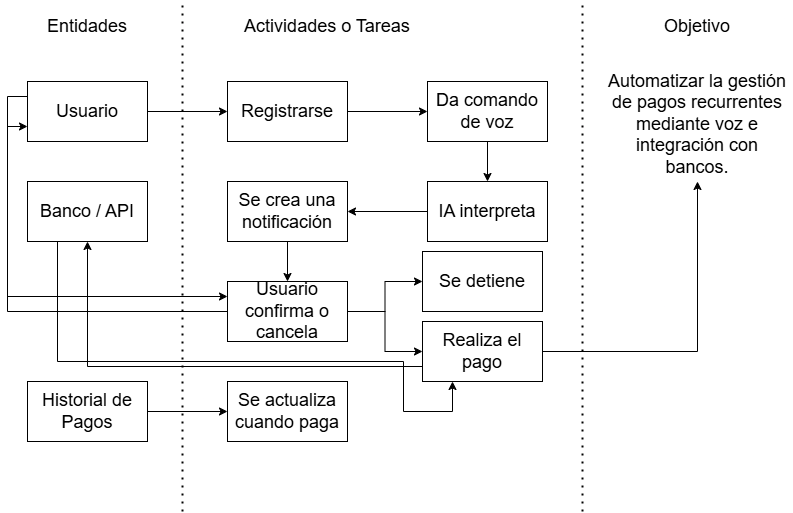 Entidades
Actividades o Tareas
Objetivo
Usuario
Registrarse
Da comando
de voz
Automatizar la gestión
de pagos recurrentes
mediante voz e
integración con
bancos.
Banco / API
Se crea una
notificación
IA interpreta
Usuario
confirma o
cancela
Se detiene
Realiza el
pago
Historial de
Pagos
Se actualiza
cuando paga